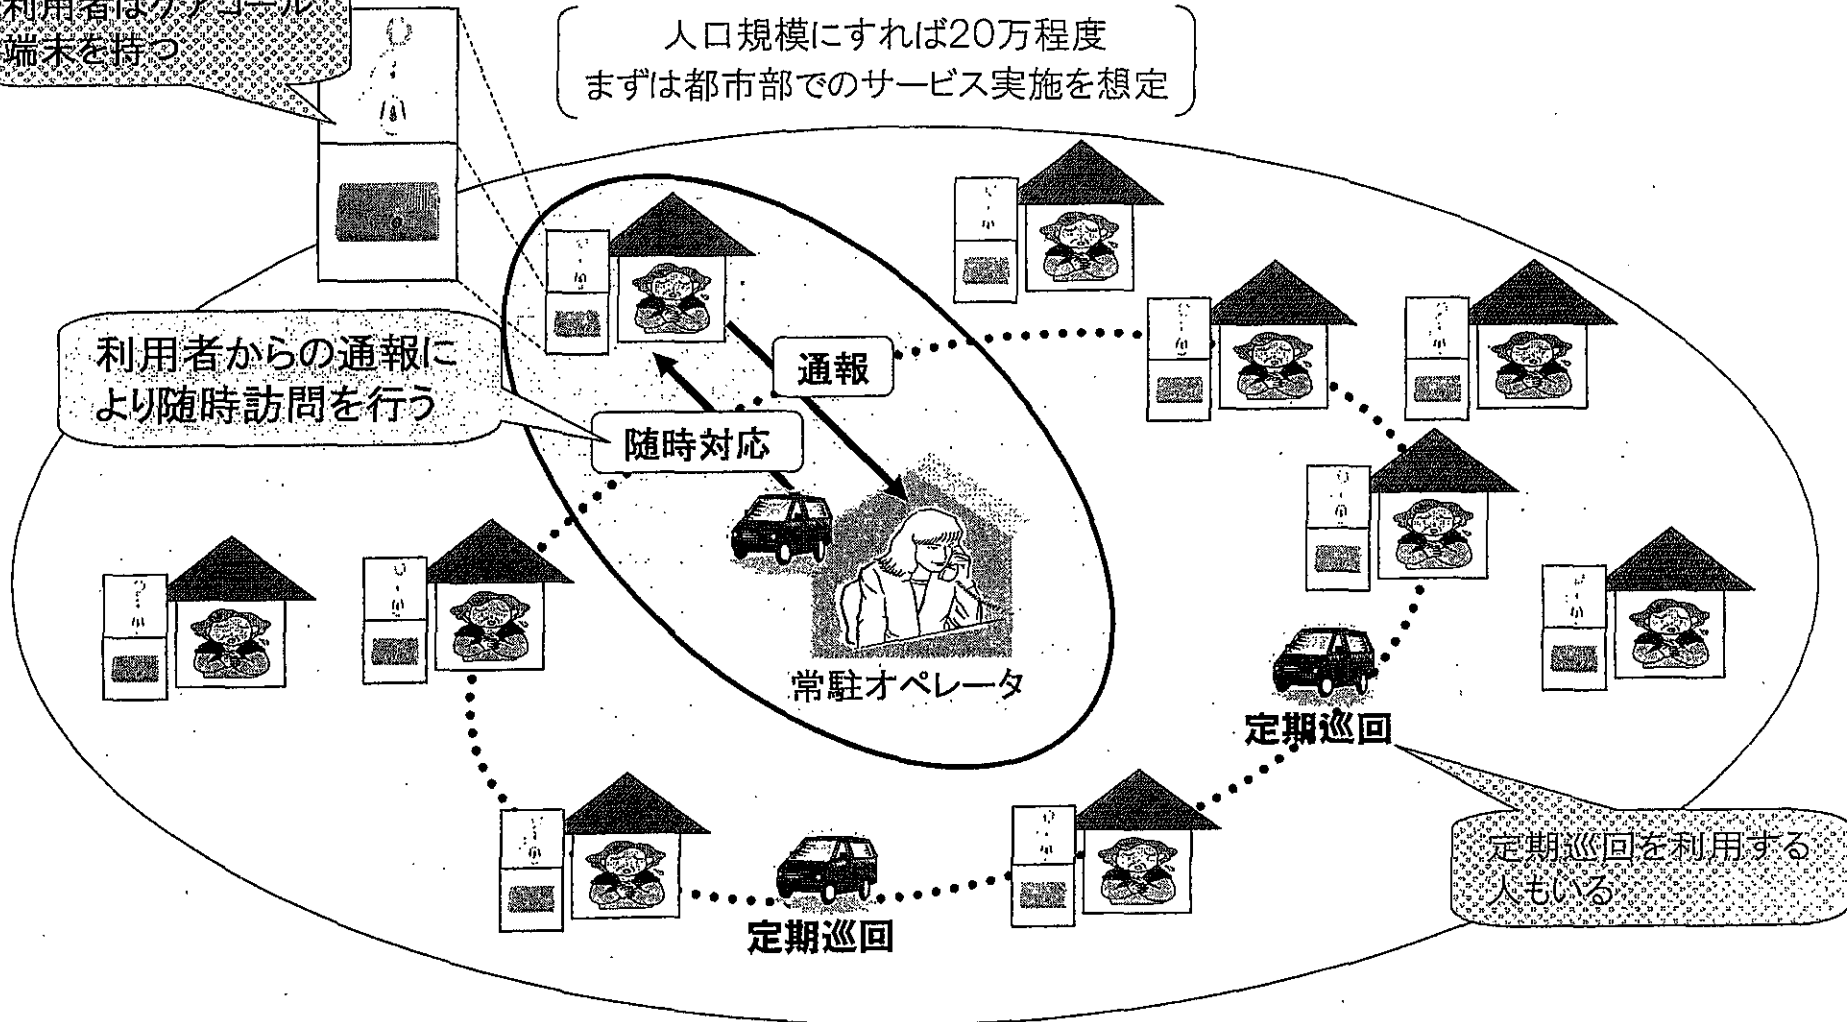 利用者はケアコール
端末を持つ
人口規模にすれば20万程度
まずは都市部でのサービス実施を想定
利用者からの通報に
より随時訪問を行う
通報
随時対応
常駐オペレータ
定期巡回
定期巡回を利用する
人もいる
定期巡回